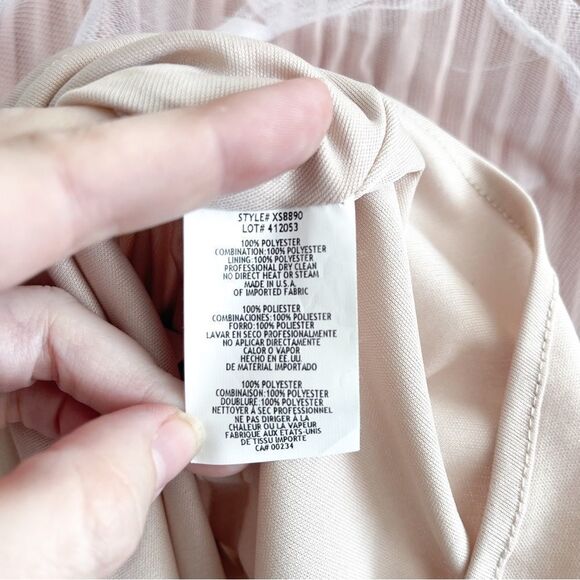 STYLE# XS8890
LOT# 412053
100% POLYESTER
COMBINATION:100% POLYESTER
LINING:100% POLYESTER
PROFESSIONAL DRY CLEAN
NO DIRECT HEAT OR STEAM
MADE IN U.S.A.
OF IMPORTED FABRIC
100% POLYESTER
COMBINACIONES:100% POLYESTER
FORRO:100% POLYESTER
LAVAR EN SECO PROFESIONALMENTE
NO APLICAR DIRECTAMENTE
CALOR O VAPOR
HECHO EN EE.UU.
DE MATERIAL IMPORTADO
100% POLYESTER
COMBINAISON:100% POLYESTER
DOUBLURE:100% POLYESTER
NETTOYER À SEC PROFESSIONNEL
NE PAS DIRIGER À LA
CHALEUR OU LA VAPEUR
FABRIQUE AUX ETATS-UNIS
DE TISSU IMPORTE
CA# 00234